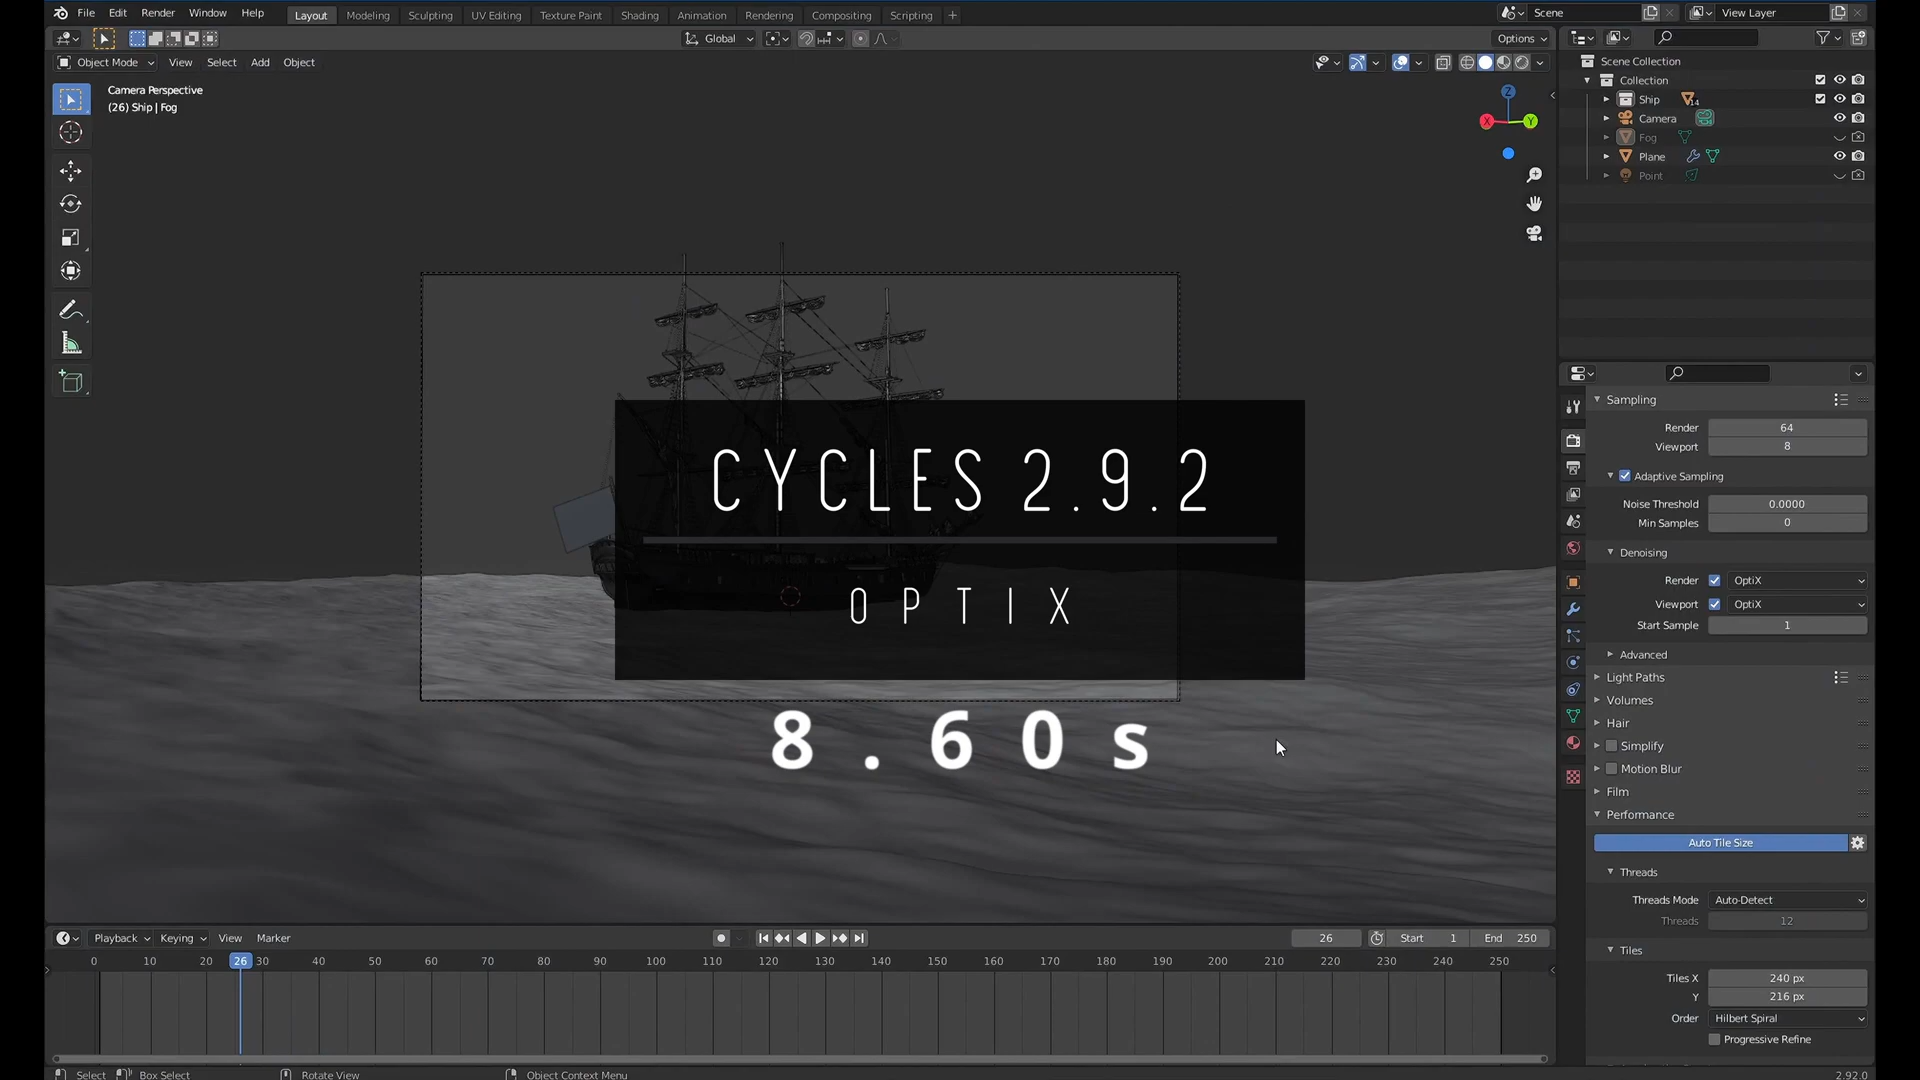 File Edit Render Window Help Layout Modeling Sculpting UV Editing Texture Paint Shading Animation Rendering Compositing Scripting + Scene View Layer
Global Options
Object Mode View Select Add Object
Camera Perspective
(26) Ship | Fog
Z
X
Y
Scene Collection
Collection
Ship 14
Camera
Fog
Plane
Point
CYCLES 2.9.2
OPTIX
8.60s
Sampling
Render 64
Viewport 8
Adaptive Sampling
Noise Threshold 0.0000
Min Samples 0
Denoising
Render OptiX
Viewport OptiX
Start Sample 1
Advanced
Light Paths
Volumes
Hair
Simplify
Motion Blur
Film
Performance
Auto Tile Size
Threads
Threads Mode Auto-Detect
Threads 12
Tiles
Tiles X 240 px
Y 216 px
Order Hilbert Spiral
Progressive Refine
Playback Keying View Marker 26 Start 1 End 250
0 10 20 26 30 40 50 60 70 80 90 100 110 120 130 140 150 160 170 180 190 200 210 220 230 240 250
Select Box Select Rotate View Object Context Menu 2.92.0